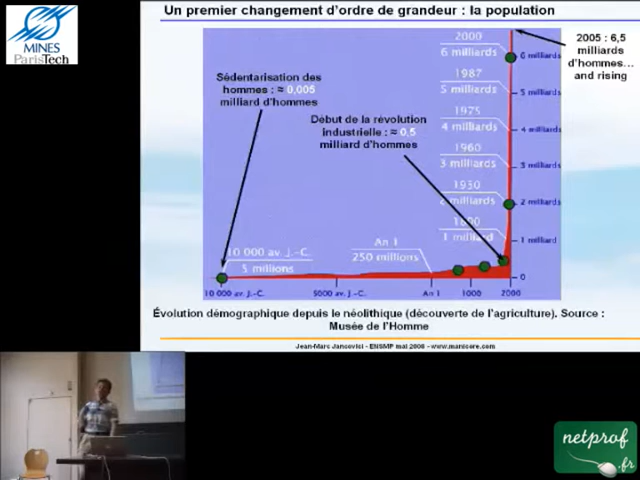 MINES
ParisTech
Un premier changement d'ordre de grandeur : la population
2005 : 6,5
milliards
d'hommes…
and rising
Sédentarisation des
hommes : ≈ 0,005
milliard d'hommes
Début de la révolution
industrielle : ≈ 0,5
milliard d'hommes
2000
6 milliards
1987
5 milliards
1975
4 milliards
1960
3 milliards
1930
2 milliards
1 milliard
6 milliards
5 milliards
4 milliards
3 milliards
2 milliards
1 milliard
0
10 000 av. J.-C.
5 millions
An 1
250 millions
10 000 av. J.-C.
5000 av. J.-C.
An 1
1000
2000
Évolution démographique depuis le néolithique (découverte de l'agriculture). Source :
Musée de l'Homme
Jean-Marc Jancovici - ENSMP mai 2008 - www.manicore.com
netprof
.fr